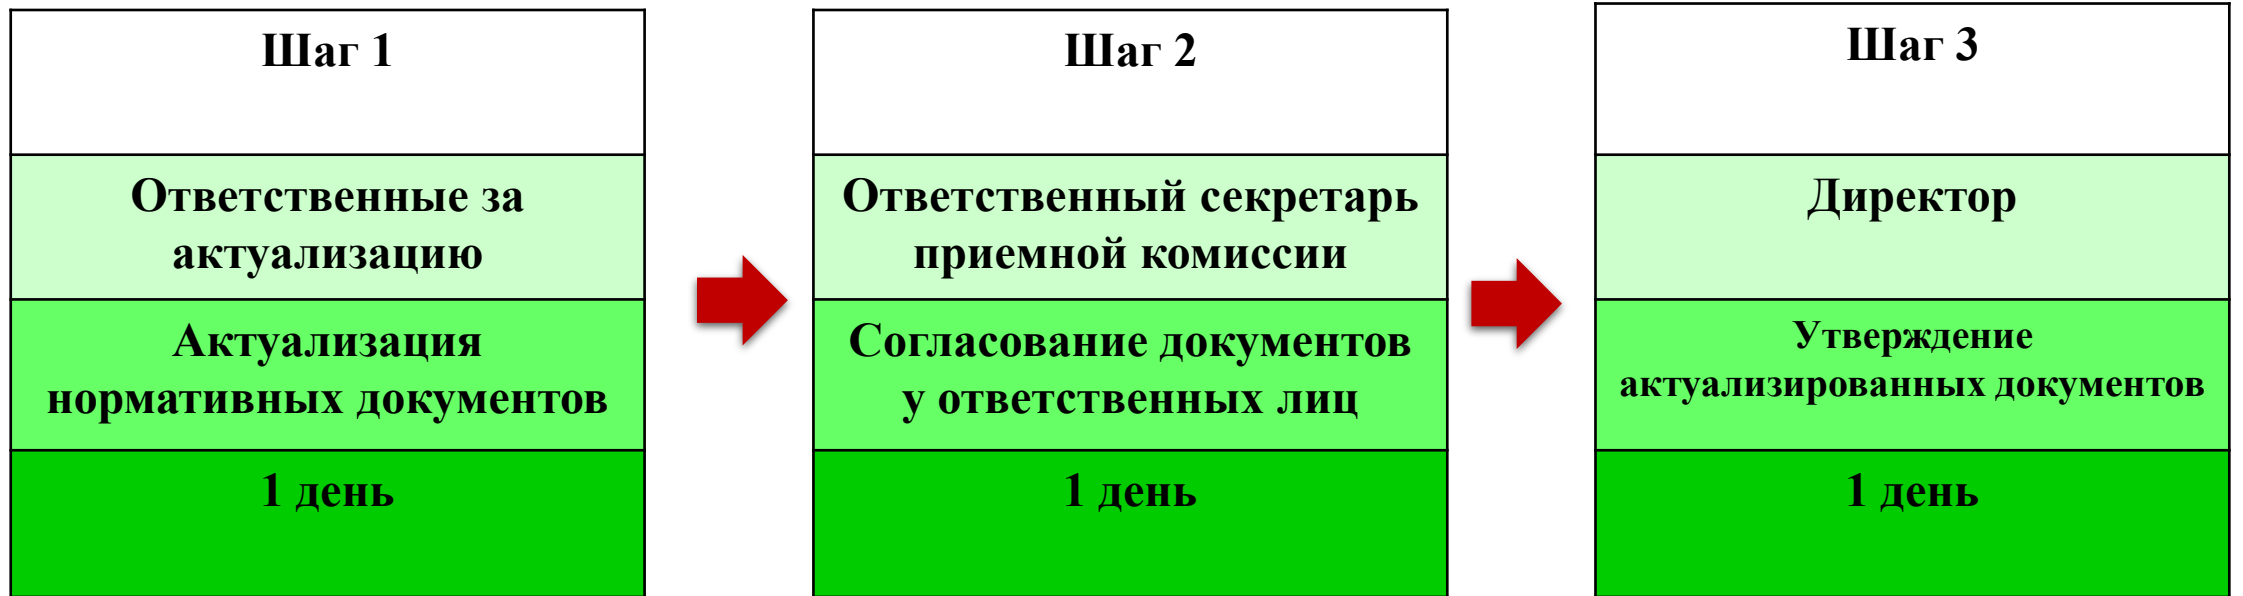 Шаг 1
Ответственные за
актуализацию
Актуализация
нормативных документов
1 день
Шаг 2
Ответственный секретарь
приемной комиссии
Согласование документов
у ответственных лиц
1 день
Шаг 3
Директор
Утверждение
актуализированных документов
1 день